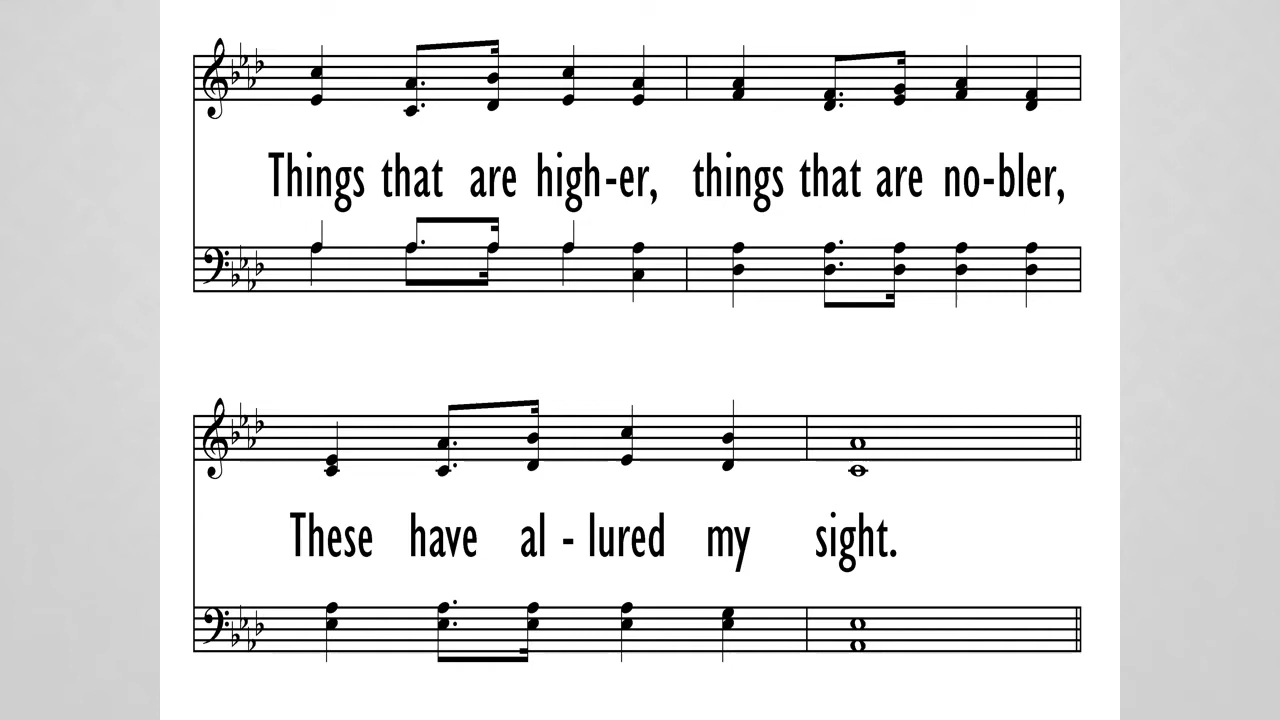 Things that are high-er, things that are no-bler,
These have al - lured my sight.